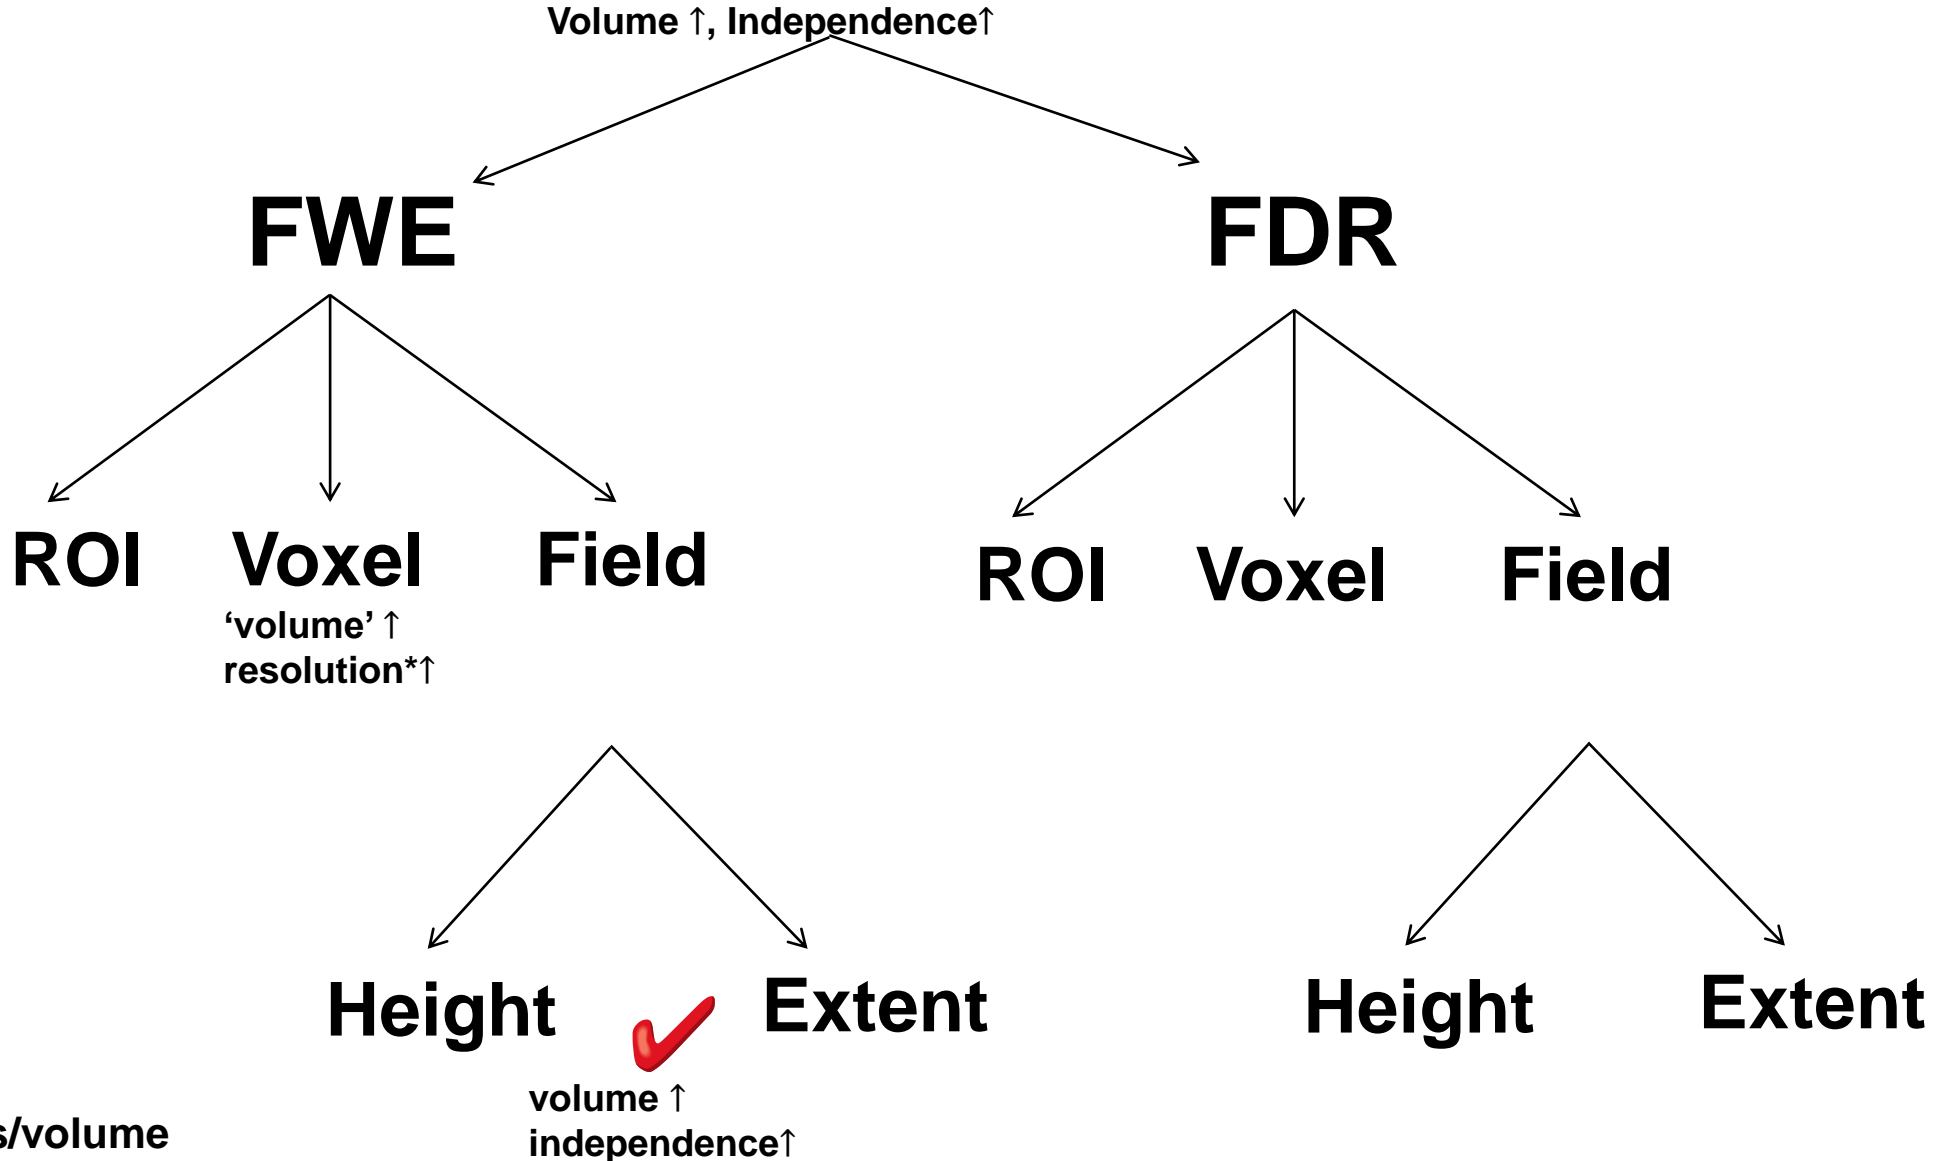 Volume ↑, Independence↑
FWE
FDR
ROI
Voxel
Field
‘volume’ ↑
resolution*↑
ROI
Voxel
Field
Height
Extent
volume ↑
independence↑
Height
Extent
s/volume